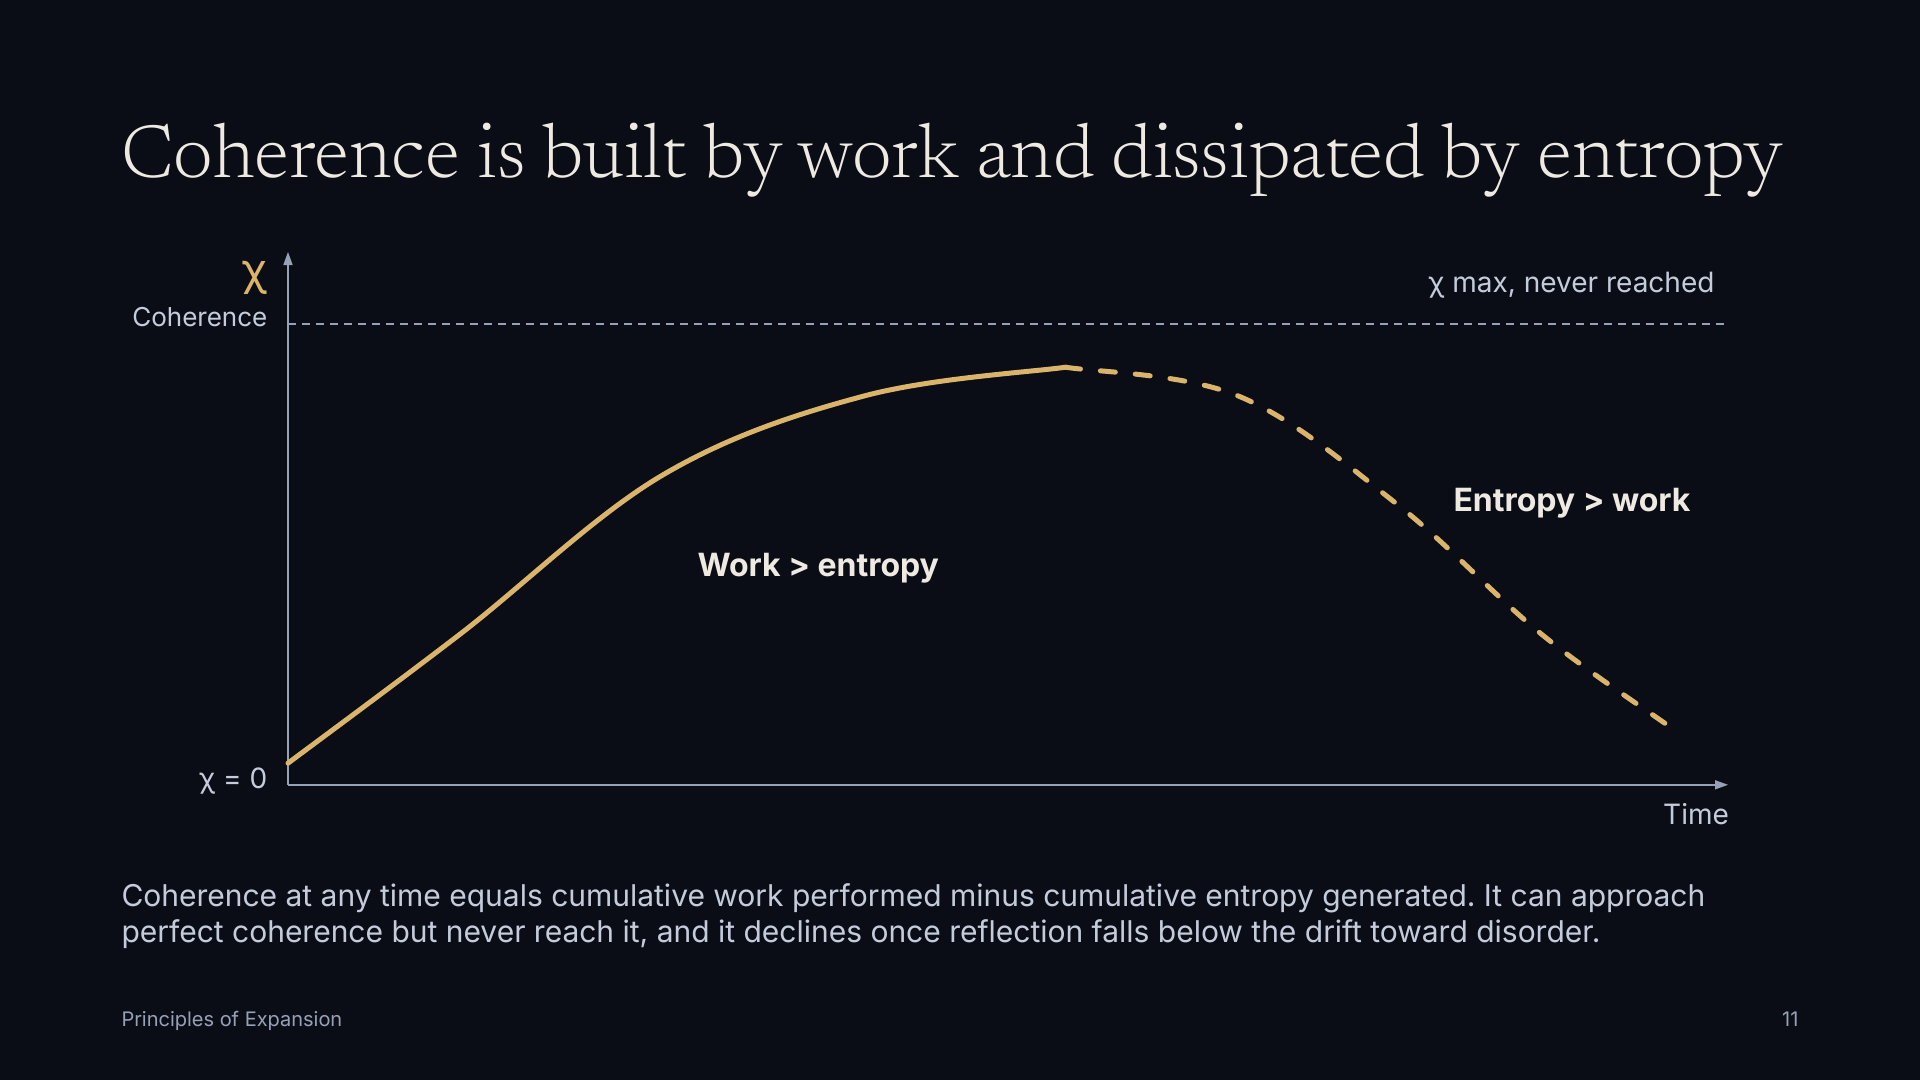 Coherence is built by work and dissipated by entropy
χ
Coherence
χ max, never reached
Entropy > work
Work > entropy
χ = 0
Time
Coherence at any time equals cumulative work performed minus cumulative entropy generated. It can approach
perfect coherence but never reach it, and it declines once reflection falls below the drift toward disorder.
Principles of Expansion
11